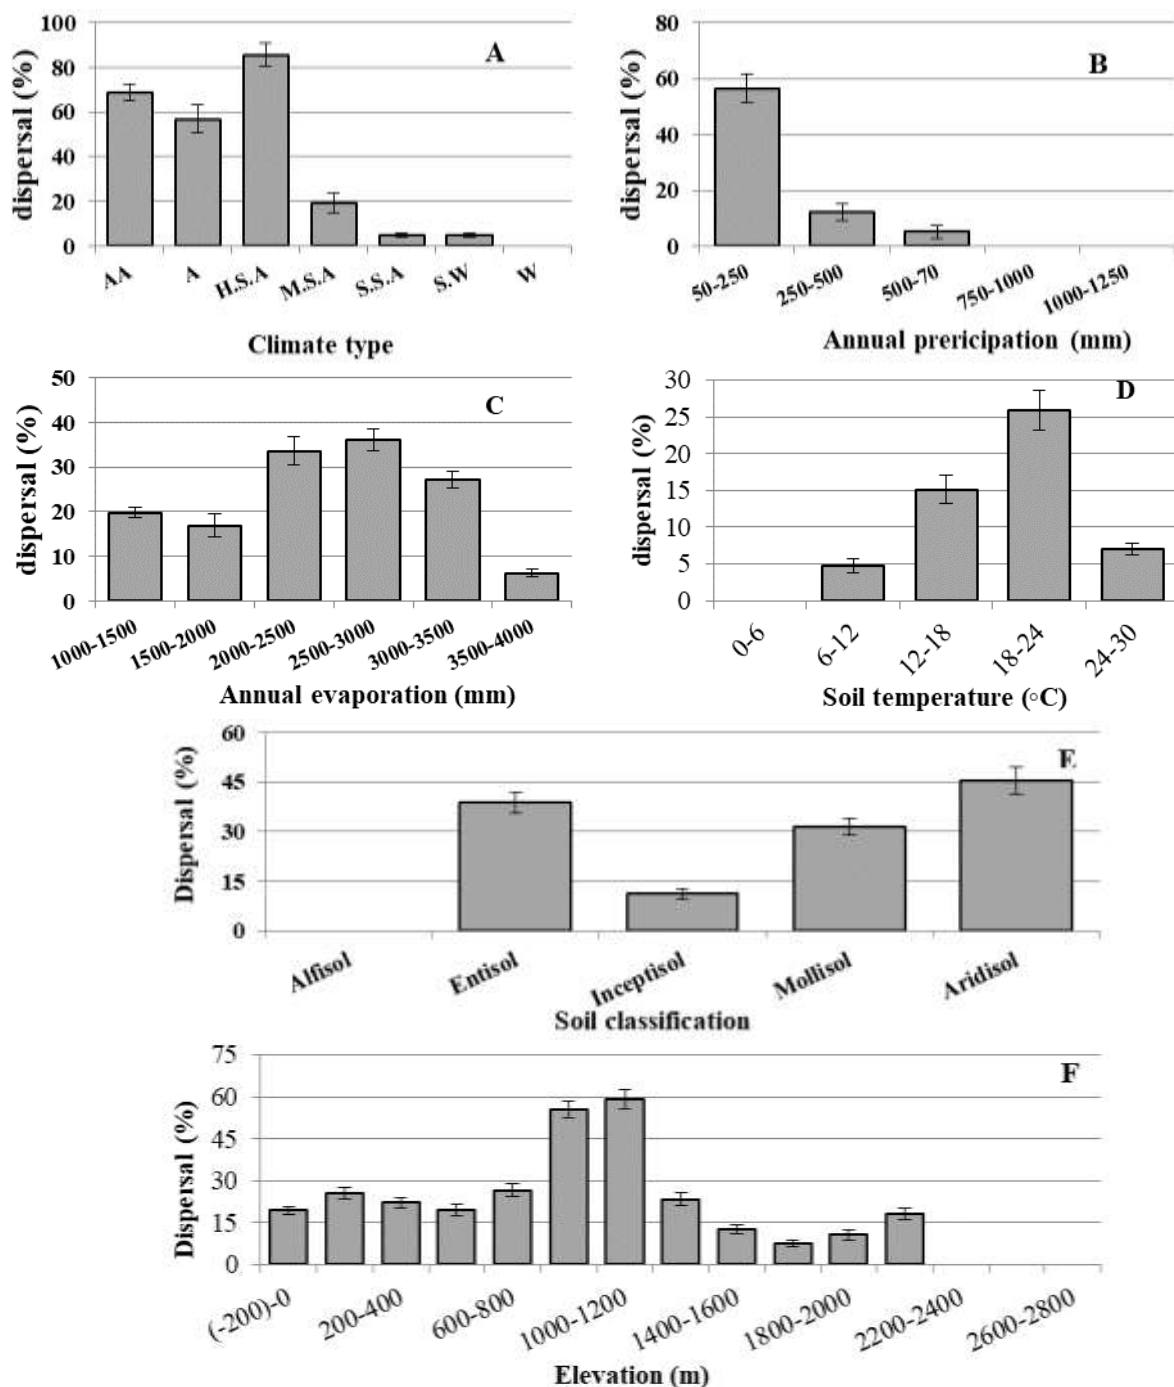 A
dispersal (%)
100
80
60
40
20
0
AA
A
H.S.A
M.S.A
S.S.A
S.W
W
Climate type
B
dispersal (%)
80
60
40
20
0
50-250
250-500
500-70
750-1000
1000-1250
Annual prericipation (mm)
C
dispersal (%)
50
40
30
20
10
0
1000-1500
1500-2000
2000-2500
2500-3000
3000-3500
3500-4000
Annual evaporation (mm)
D
dispersal (%)
30
25
20
15
10
5
0
0-6
6-12
12-18
18-24
24-30
Soil temperature (◦C)
E
Dispersal (%)
60
45
30
15
0
Alfisol
Entisol
Inceptisol
Mollisol
Aridisol
Soil classification
F
Dispersal (%)
75
60
45
30
15
0
(-200)-0
200-400
600-800
1000-1200
1400-1600
1800-2000
2200-2400
2600-2800
Elevation (m)